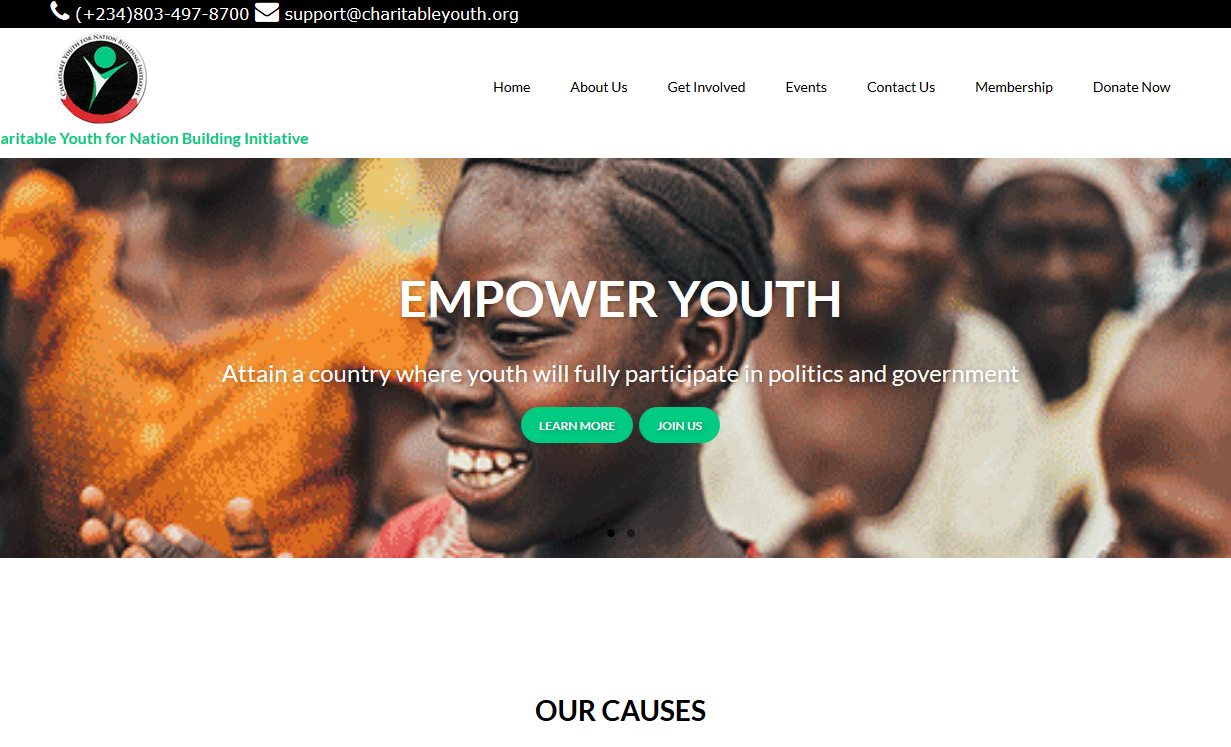 (+234)803-497-8700 support@charitableyouth.org
CHARITABLE YOUTH FOR NATION BUILDING INITIATIVE
Home About Us Get Involved Events Contact Us Membership Donate Now
aritable Youth for Nation Building Initiative
EMPOWER YOUTH
Attain a country where youth will fully participate in politics and government
LEARN MORE JOIN US
OUR CAUSES